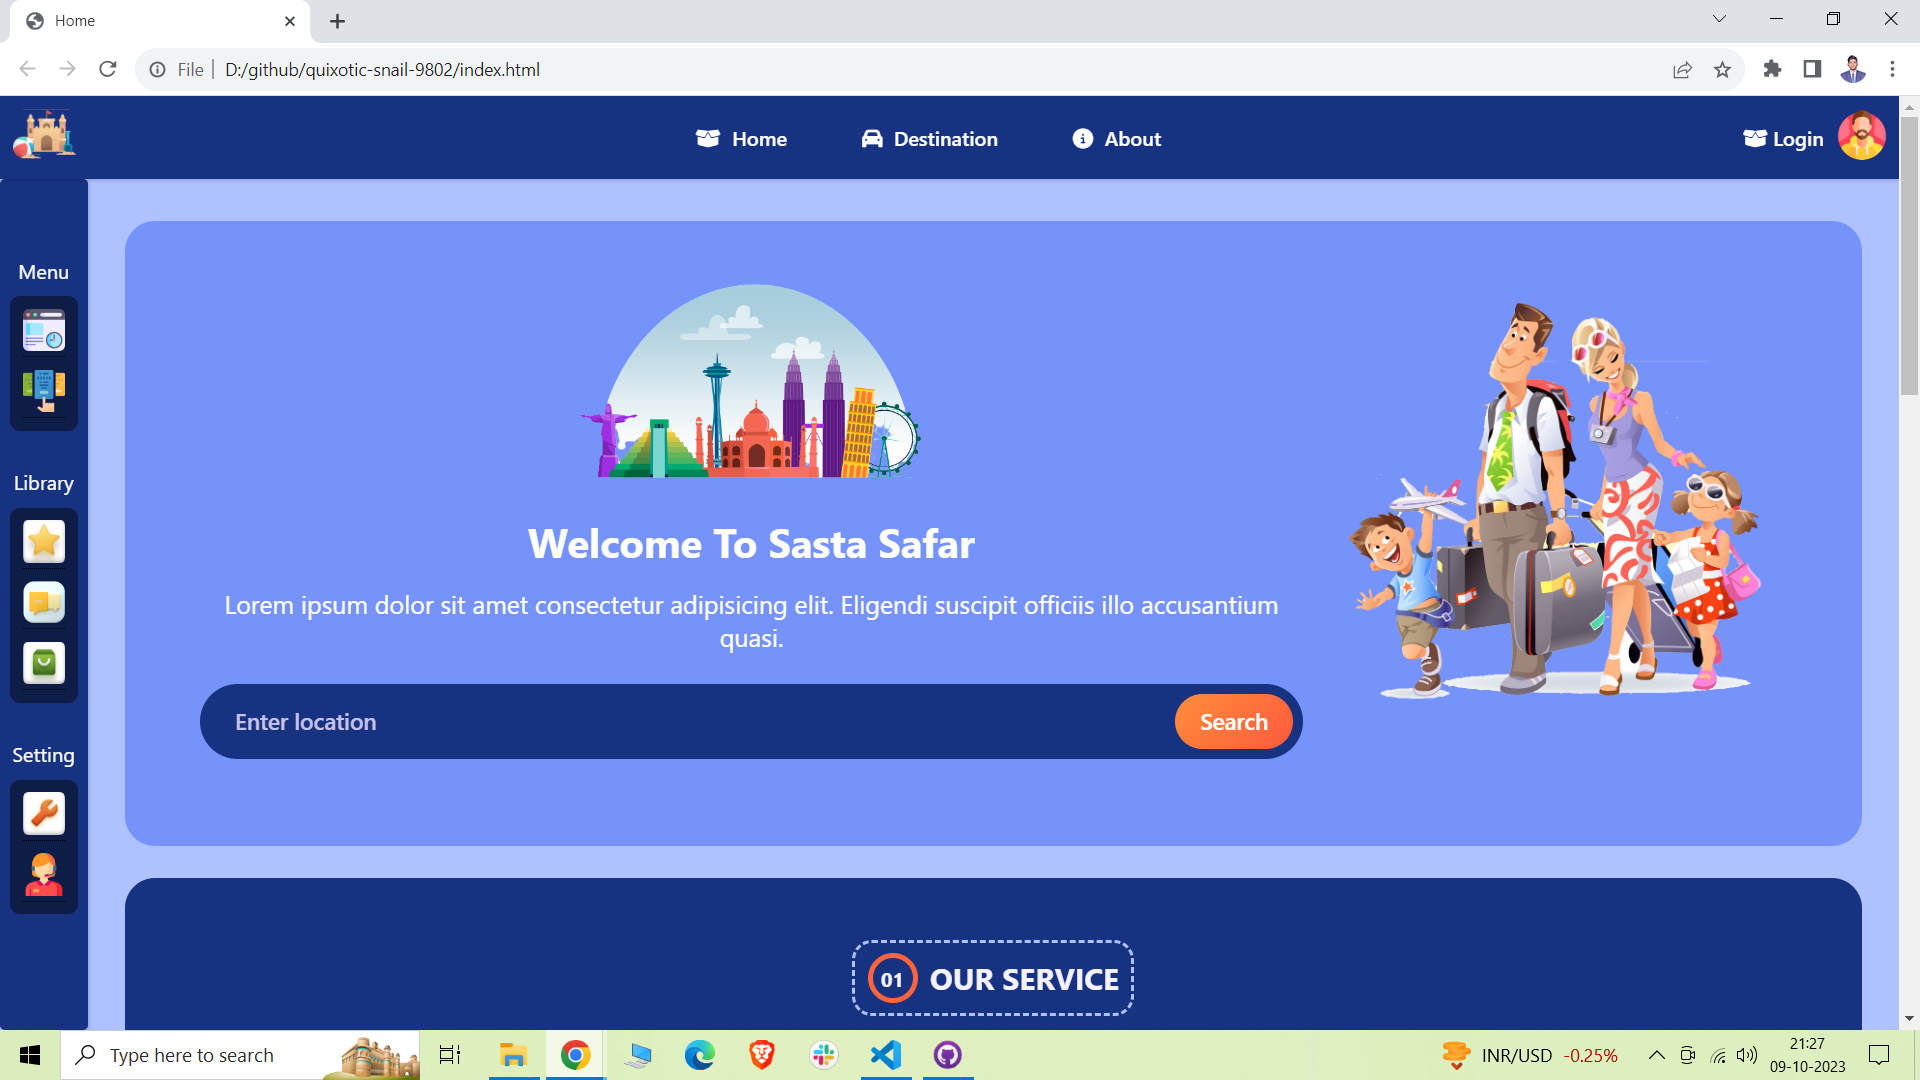 Home
File
D:/github/quixotic-snail-9802/index.html
Home
Destination
About
Login
Menu
Library
Setting
Welcome To Sasta Safar
Lorem ipsum dolor sit amet consectetur adipisicing elit. Eligendi suscipit officiis illo accusantium
quasi.
Enter location
Search
01 OUR SERVICE
Type here to search
INR/USD -0.25%
21:27
09-10-2023